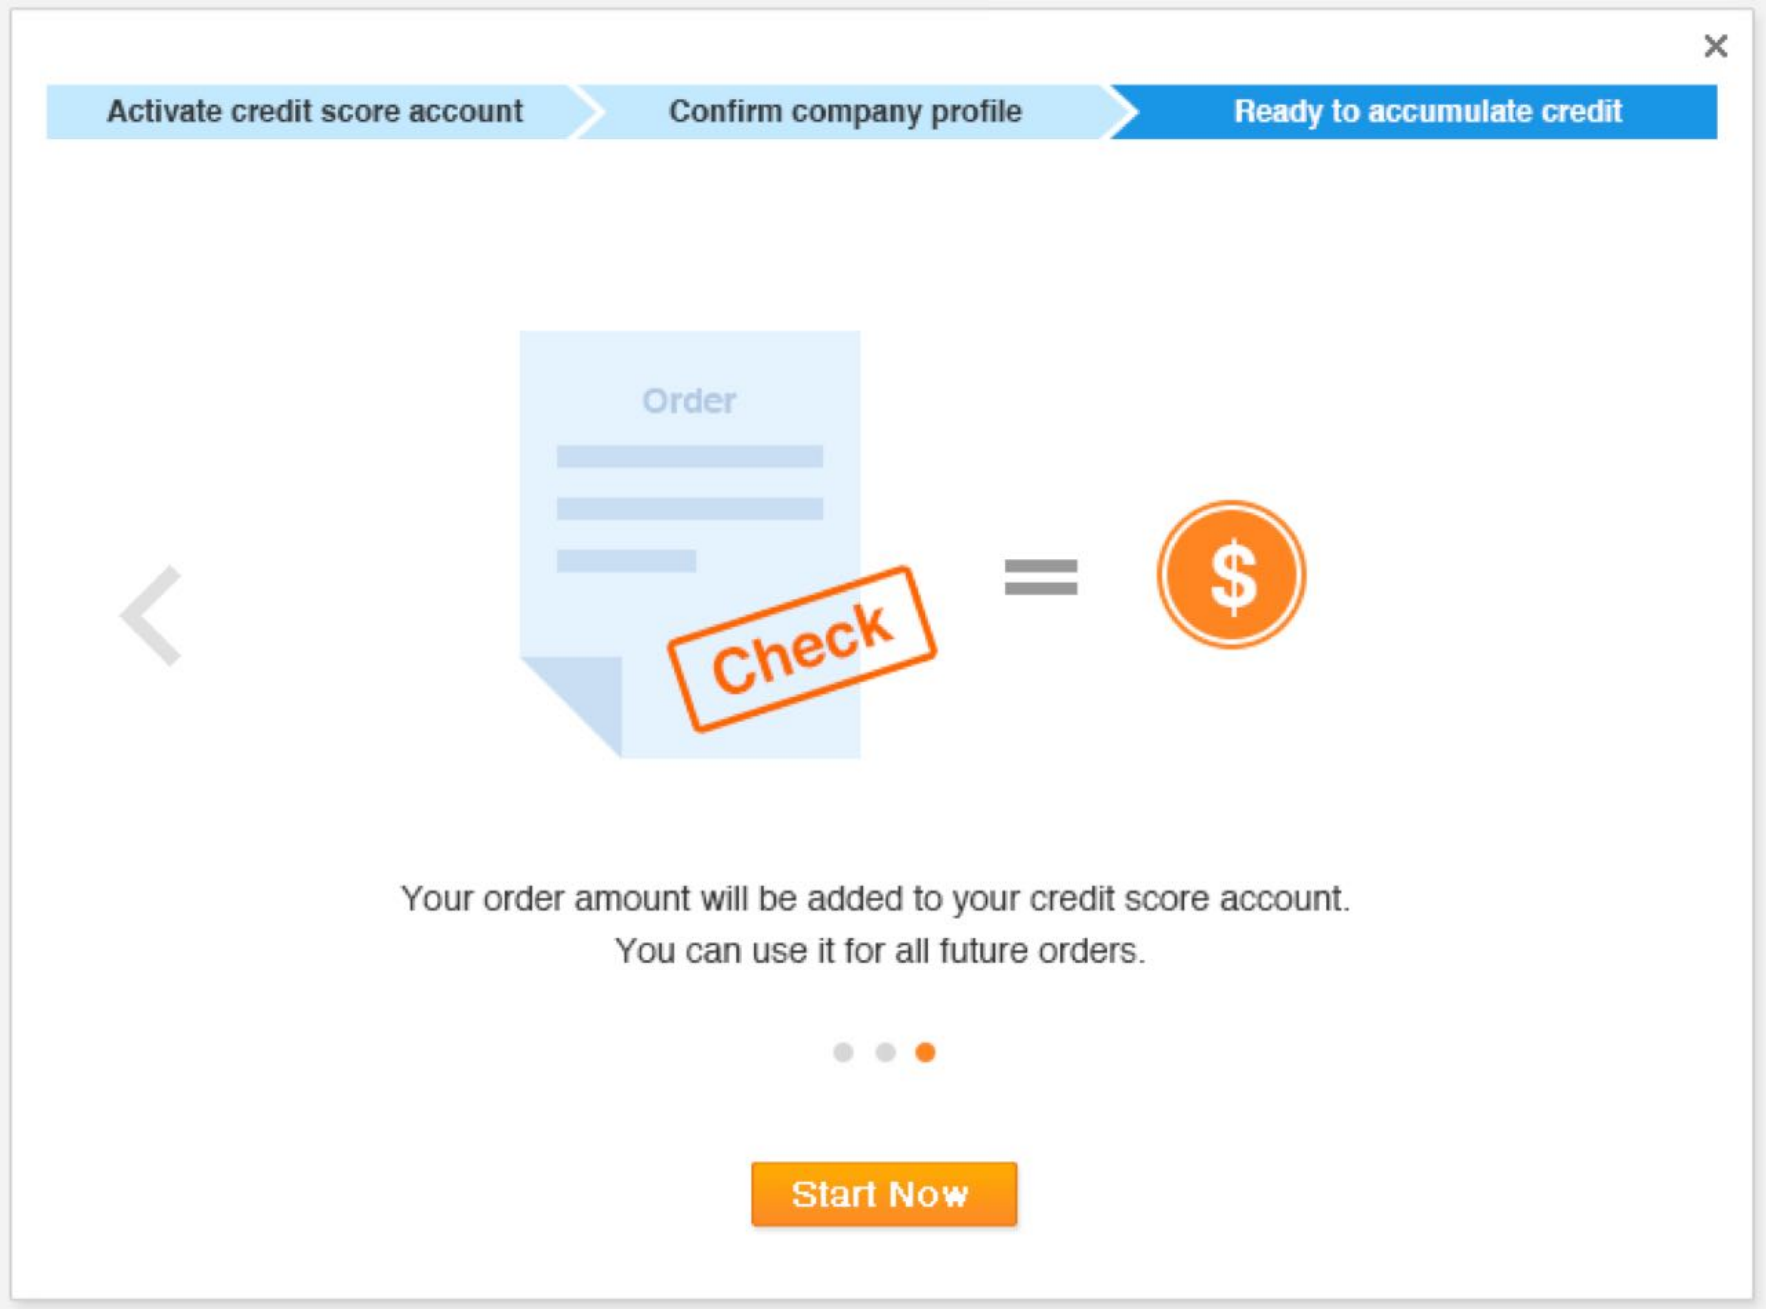 Activate credit score account
Confirm company profile
Ready to accumulate credit
Order
Check
$
Your order amount will be added to your credit score account.
You can use it for all future orders.
Start Now